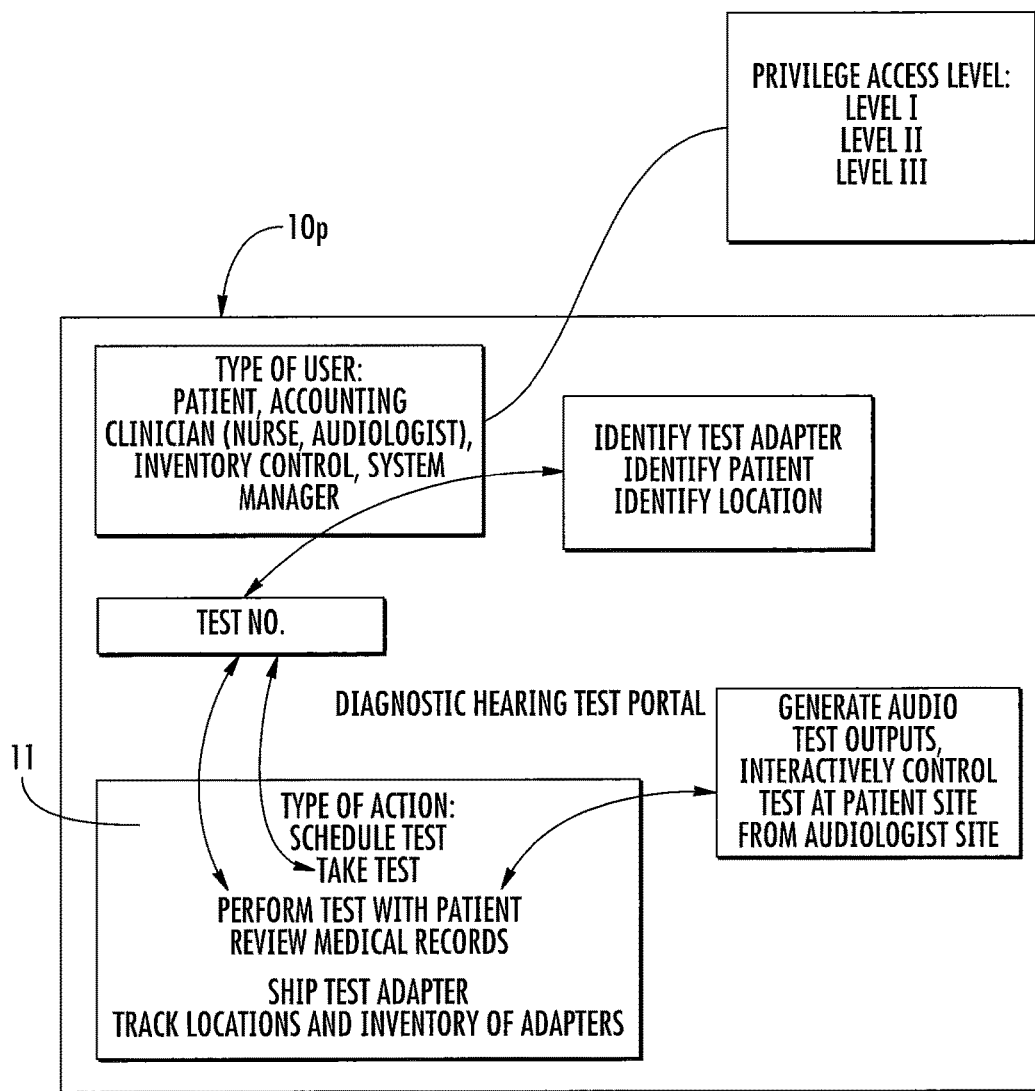 PRIVILEGE ACCESS LEVEL:
LEVEL I
LEVEL II
LEVEL III
10p
TYPE OF USER:
PATIENT, ACCOUNTING
CLINICIAN (NURSE, AUDIOLOGIST),
INVENTORY CONTROL, SYSTEM
MANAGER
IDENTIFY TEST ADAPTER
IDENTIFY PATIENT
IDENTIFY LOCATION
TEST NO.
DIAGNOSTIC HEARING TEST PORTAL
GENERATE AUDIO
TEST OUTPUTS,
INTERACTIVELY CONTROL
TEST AT PATIENT SITE
FROM AUDIOLOGIST SITE
11
TYPE OF ACTION:
SCHEDULE TEST
TAKE TEST
PERFORM TEST WITH PATIENT
REVIEW MEDICAL RECORDS
SHIP TEST ADAPTER
TRACK LOCATIONS AND INVENTORY OF ADAPTERS